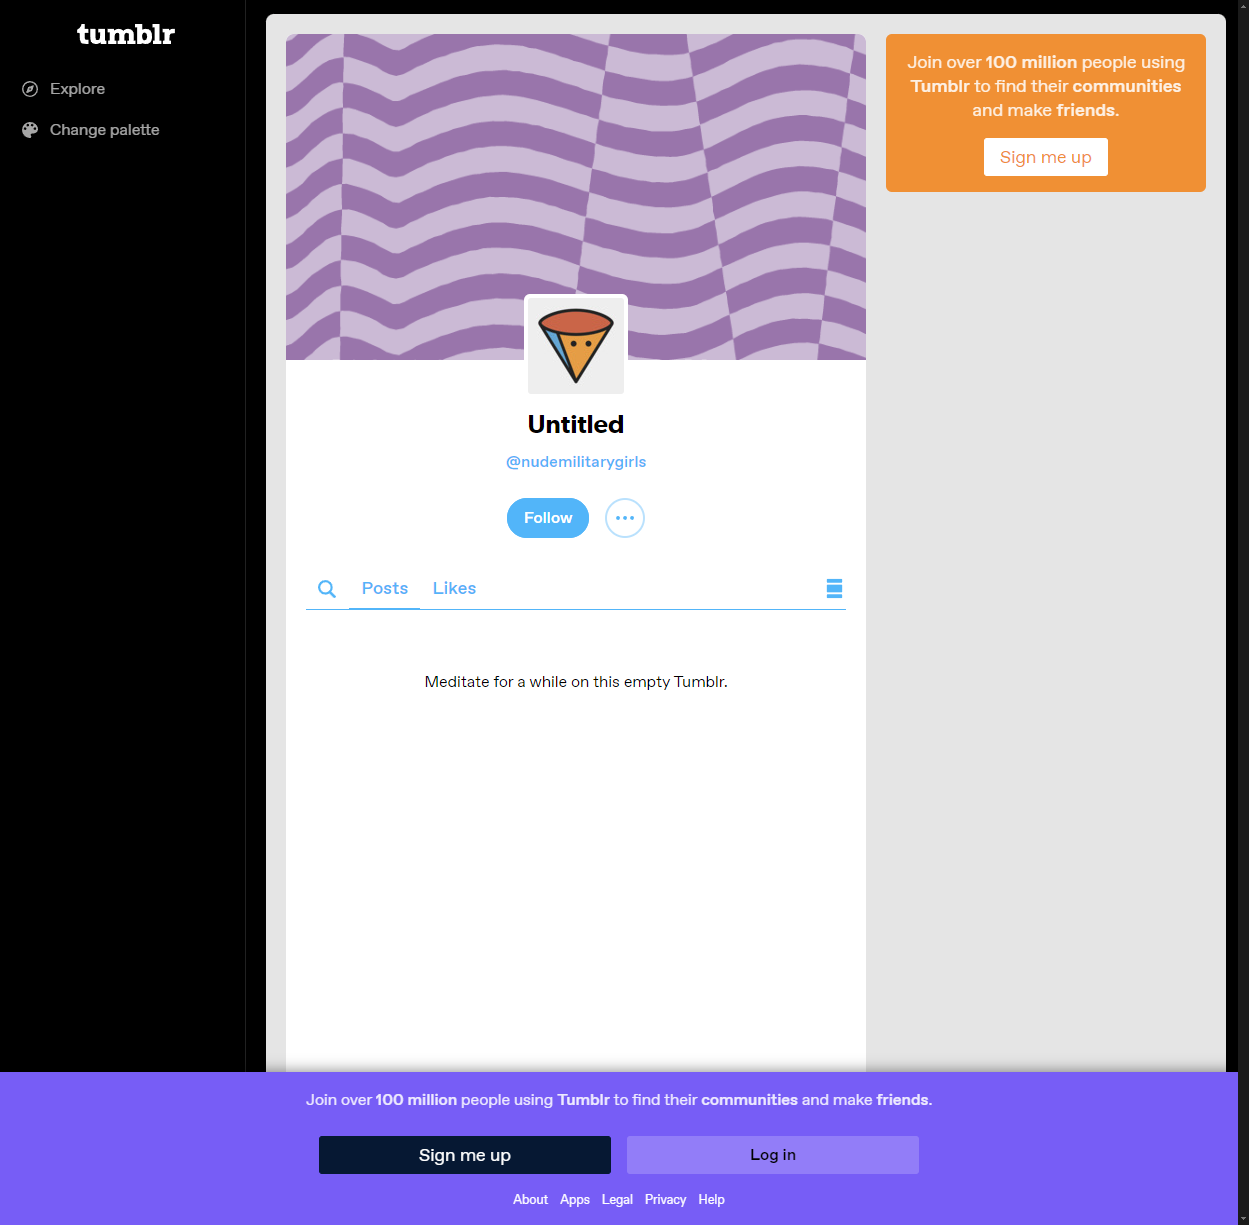 tumblr
Explore
Change palette
Join over 100 million people using
Tumblr to find their communities
and make friends.
Sign me up
Untitled
@nudemilitarygirls
Follow
Posts
Likes
Meditate for a while on this empty Tumblr.
Join over 100 million people using Tumblr to find their communities and make friends.
Sign me up
Log in
About Apps Legal Privacy Help